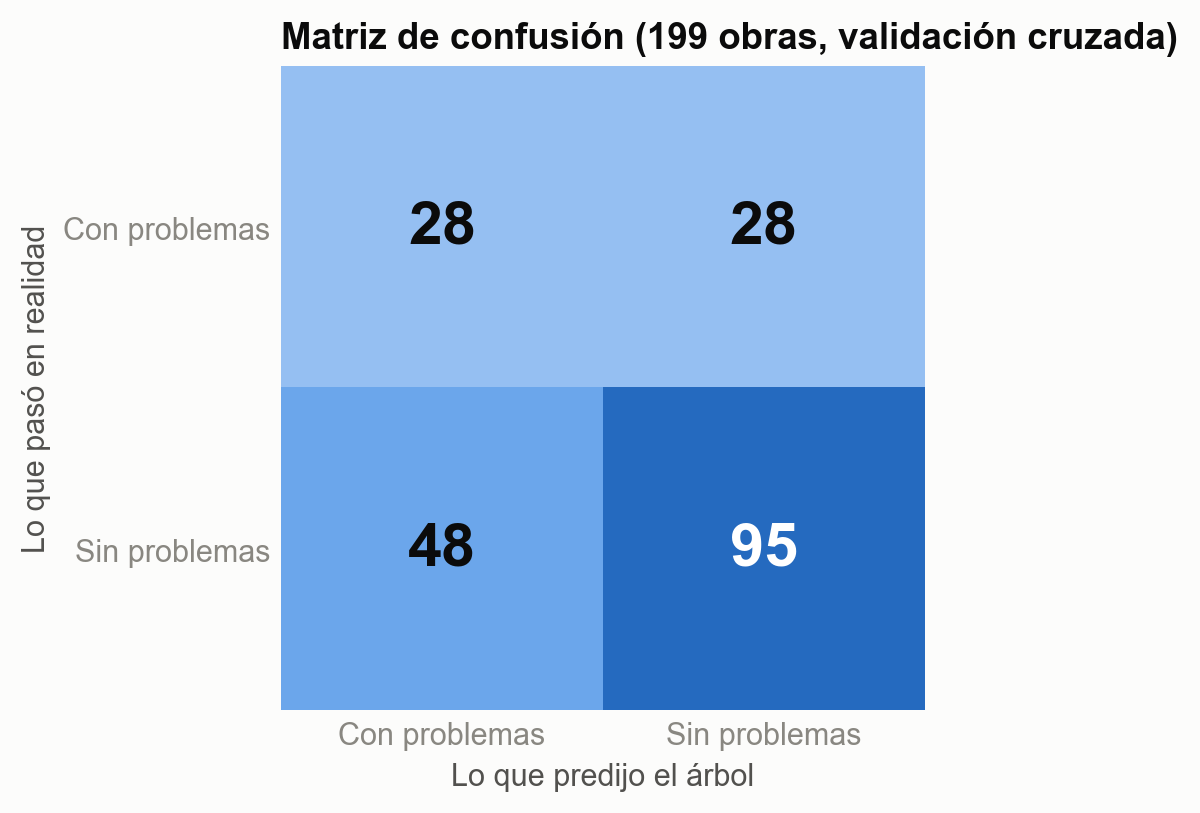 Matriz de confusión (199 obras, validación cruzada)
Lo que pasó en realidad
Con problemas
28
28
Sin problemas
48
95
Con problemas
Sin problemas
Lo que predijo el árbol